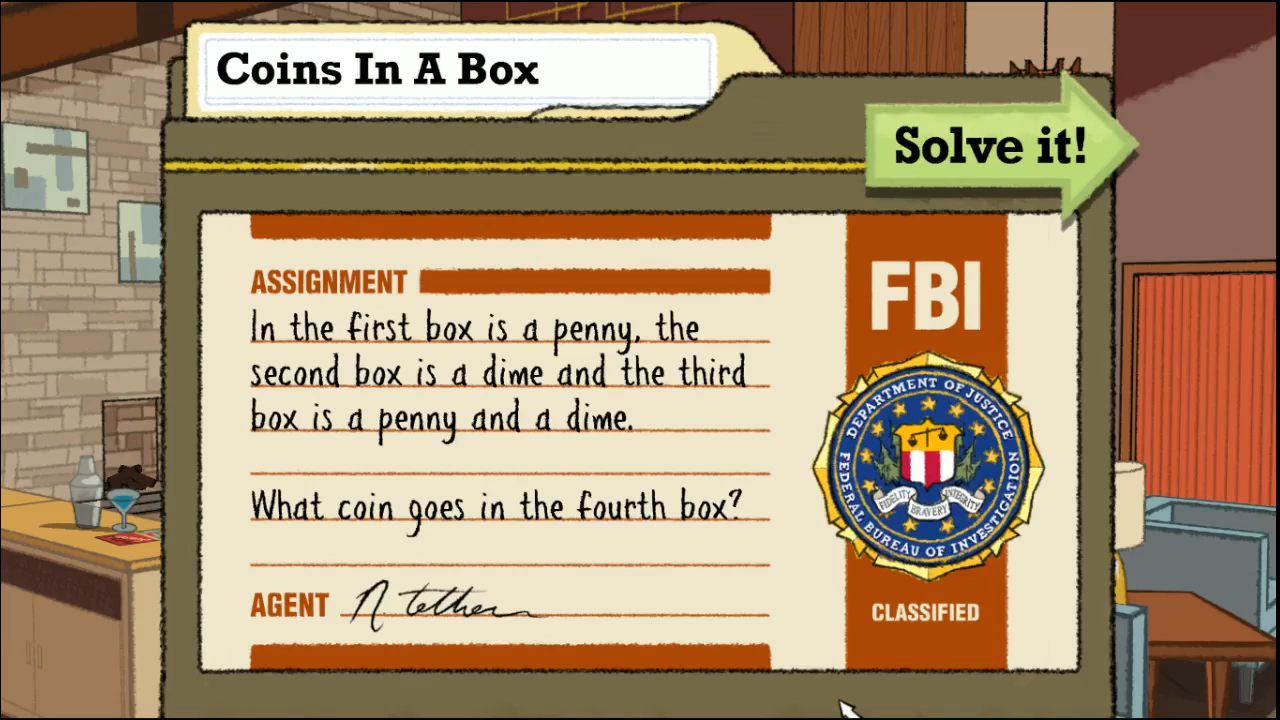 Coins In A Box
Solve it!
ASSIGNMENT
In the first box is a penny, the
second box is a dime and the third
box is a penny and a dime.
What coin goes in the fourth box?
AGENT N tethers
FBI
DEPARTMENT OF JUSTICE
FIDELITY BRAVERY INTEGRITY
FEDERAL BUREAU OF INVESTIGATION
CLASSIFIED